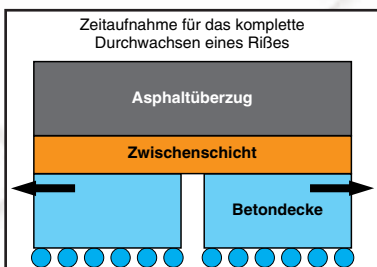 Zeitaufnahme für das komplette
Durchwachsen eines Rißes
Asphaltüberzug
Zwischenschicht
Betondecke